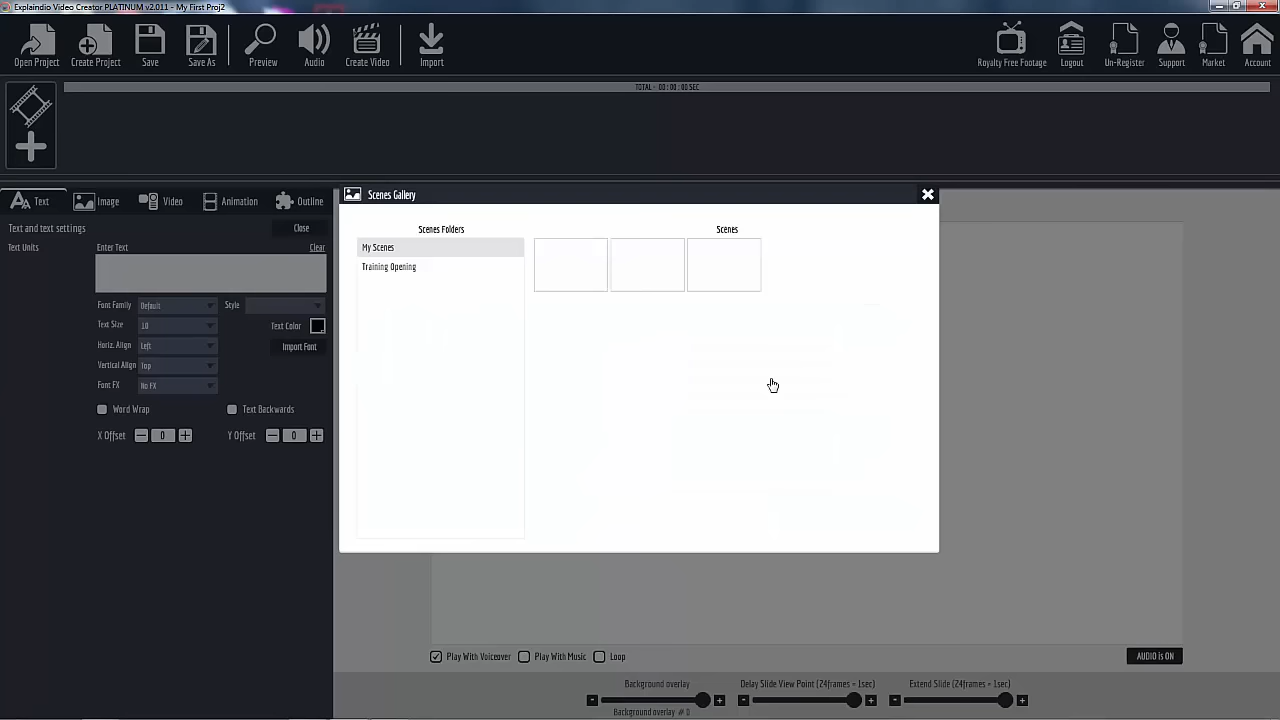 Explaindio Video Creator PLATINUM v2.011 - My First Proj2
Open Project
Create Project
Save
Save As
Preview
Audio
Create Video
Import
Royalty Free Footage
Logout
Un-Register
Support
Market
Account
TOTAL - 00 : 00 : 00 SEC
Text
Image
Video
Animation
Outline
Text and text settings
Close
Text Units
Enter Text
Clear
Font Family
Default
Style
Text Size
10
Text Color
Horiz. Align
Left
Import Font
Vertical Align
Top
Font FX
No FX
Word Wrap
Text Backwards
X Offset
0
Y Offset
0
Scenes Gallery
Scenes Folders
Scenes
My Scenes
Training Opening
Play With Voiceover
Play With Music
Loop
AUDIO is ON
Background overlay
Delay Slide View Point (24frames = 1sec)
Extend Slide (24frames = 1sec)
Background overlay # 0